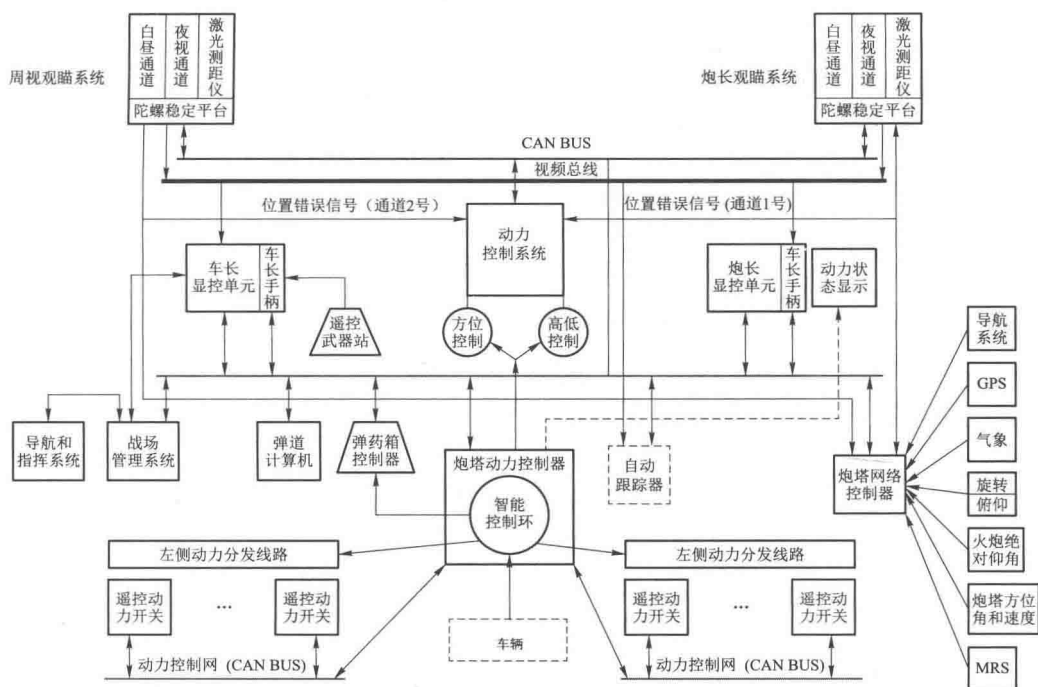 周视观瞄系统
白昼通道
夜视通道
激光测距仪
陀螺稳定平台
炮长观瞄系统
白昼通道
夜视通道
激光测距仪
陀螺稳定平台
CAN BUS
视频总线
位置错误信号（通道2号）
位置错误信号 (通道1号)
动力
控制系统
车长
显控单元
车长手柄
遥控
武器站
方位
控制
高低
控制
炮长
显控单元
车长手柄
动力状
态显示
导航
系统
GPS
气象
旋转
俯仰
火炮绝
对仰角
炮塔方位
角和速度
MRS
导航和
指挥系统
战场
管理系统
弹道
计算机
弹药箱
控制器
炮塔动力控制器
智能
控制环
自动
跟踪器
炮塔网络
控制器
左侧动力分发线路
左侧动力分发线路
遥控动
力开关
...
遥控动
力开关
车辆
遥控动
力开关
...
遥控动
力开关
动力控制网 (CAN BUS)
动力控制网 (CAN BUS)